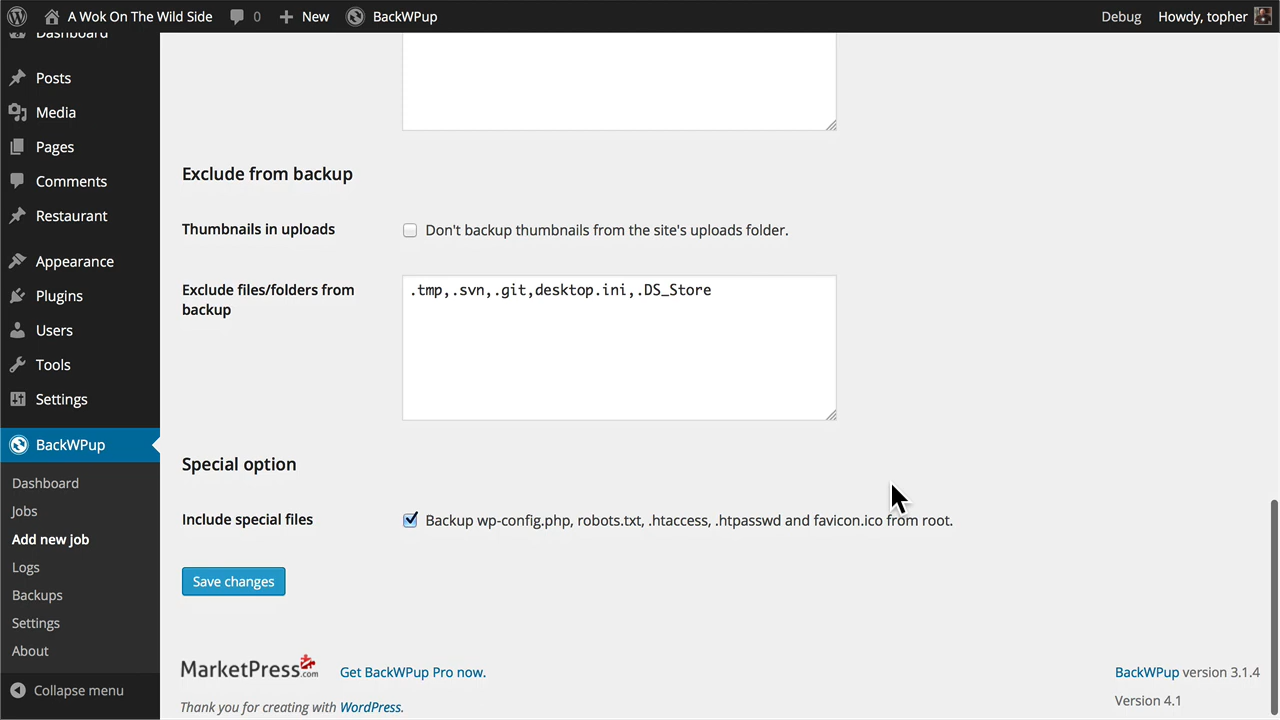 A Wok On The Wild Side 0 New BackWPup Debug Howdy, topher
Dashboard
Posts
Media
Pages
Comments
Restaurant
Appearance
Plugins
Users
Tools
Settings
BackWPup
Dashboard
Jobs
Add new job
Logs
Backups
Settings
About
Collapse menu
Exclude from backup
Thumbnails in uploads
Don't backup thumbnails from the site's uploads folder.
Exclude files/folders from
backup
.tmp,.svn,.git,desktop.ini,.DS_Store
Special option
Include special files
Backup wp-config.php, robots.txt, .htaccess, .htpasswd and favicon.ico from root.
Save changes
MarketPress.com Get BackWPup Pro now. BackWPup version 3.1.4
Thank you for creating with WordPress. Version 4.1